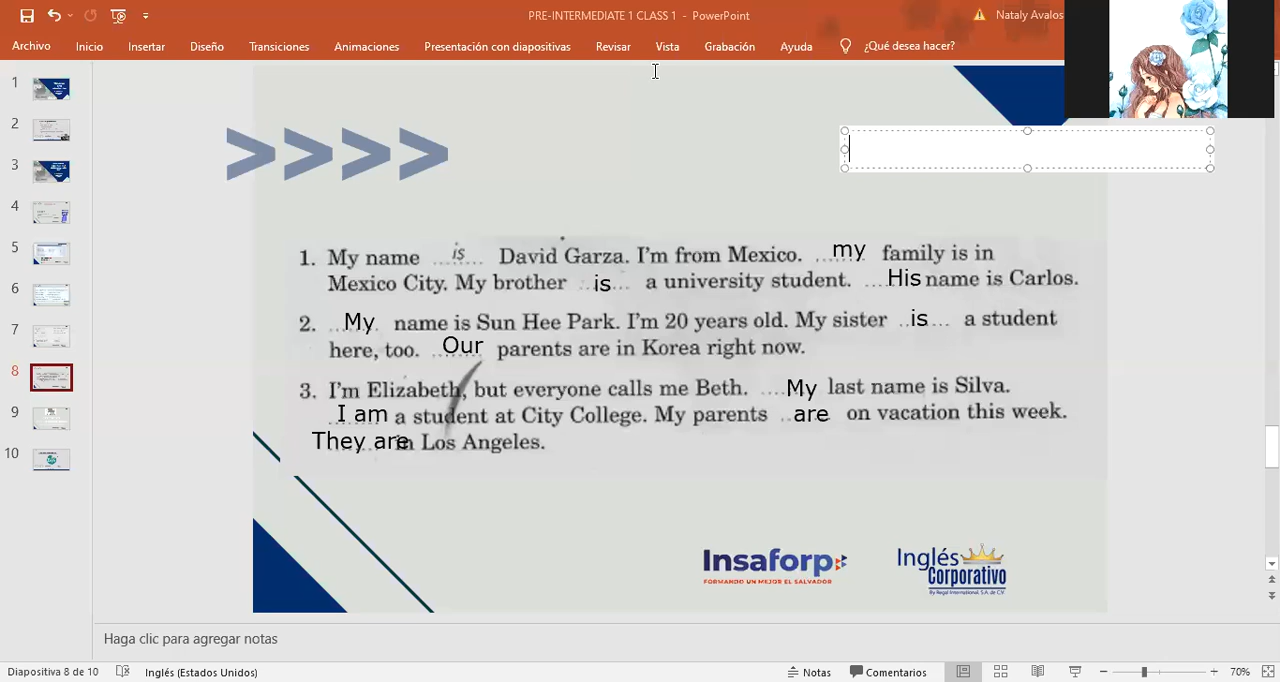 PRE-INTERMEDIATE 1 CLASS 1 - PowerPoint
Nataly Avalos
Archivo Inicio Insertar Diseño Transiciones Animaciones Presentación con diapositivas Revisar Vista Grabación Ayuda ¿Qué desea hacer?
1
2
3
4
5
6
7
8
9
10
>>>>
1. My name is David Garza. I'm from Mexico. my family is in
Mexico City. My brother is a university student. His name is Carlos.
2. My name is Sun Hee Park. I'm 20 years old. My sister is a student
here, too. Our parents are in Korea right now.
3. I'm Elizabeth, but everyone calls me Beth. My last name is Silva.
I am a student at City College. My parents are on vacation this week.
They are in Los Angeles.
Insaforp
FORMANDO UN MEJOR EL SALVADOR
Inglés
Corporativo
By Regal International, S.A. de C.V.
Haga clic para agregar notas
Diapositiva 8 de 10 Inglés (Estados Unidos) Notas Comentarios 70%